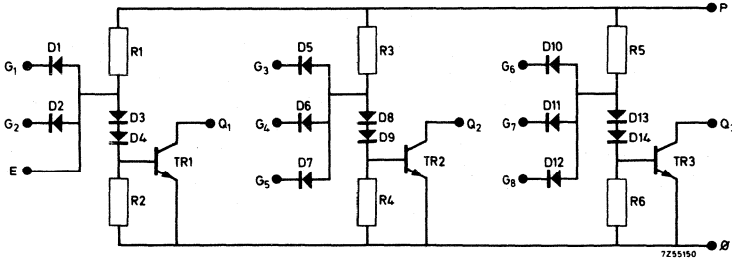 P
R1
R3
R5
D1
D5
D10
G1
G3
G6
D2
D3
D6
D8
D11
D13
G2
D4
Q1
G4
D9
Q2
G7
D14
Q
E
TR1
D7
TR2
D12
TR3
G5
G8
R2
R4
R6
Ø
7Z55150